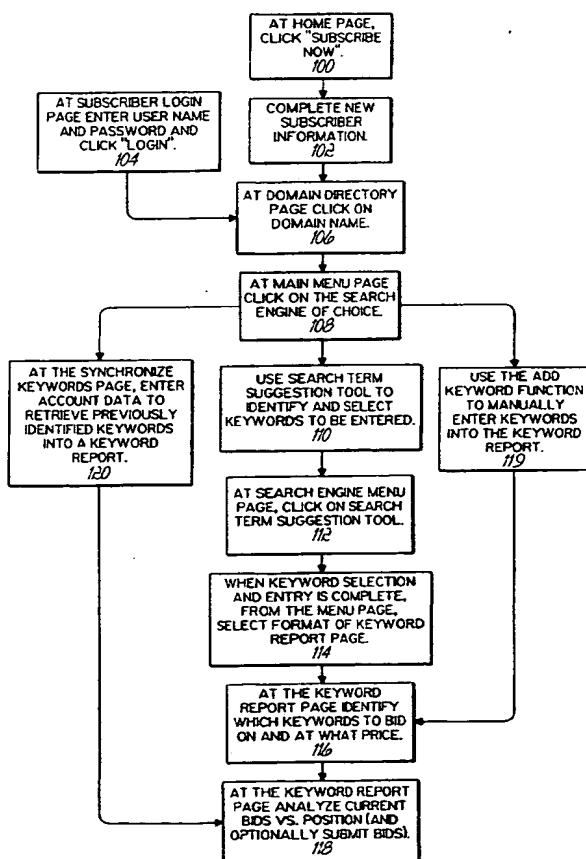 AT HOME PAGE,
CLICK "SUBSCRIBE
NOW".
100
AT SUBSCRIBER LOGIN
PAGE ENTER USER NAME
AND PASSWORD AND
CLICK "LOGIN".
104
COMPLETE NEW
SUBSCRIBER
INFORMATION.
102
AT DOMAIN DIRECTORY
PAGE CLICK ON
DOMAIN NAME.
106
AT MAIN MENU PAGE
CLICK ON THE SEARCH
ENGINE OF CHOICE.
108
AT THE SYNCHRONIZE
KEYWORDS PAGE, ENTER
ACCOUNT DATA TO
RETRIEVE PREVIOUSLY
IDENTIFIED KEYWORDS
INTO A KEYWORD
REPORT.
120
USE SEARCH TERM
SUGGESTION TOOL TO
IDENTIFY AND SELECT
KEYWORDS TO BE ENTERED.
110
USE THE ADD
KEYWORD FUNCTION
TO MANUALLY
ENTER KEYWORDS
INTO THE KEYWORD
REPORT.
119
AT SEARCH ENGINE MENU
PAGE, CLICK ON SEARCH
TERM SUGGESTION TOOL.
112
WHEN KEYWORD SELECTION
AND ENTRY IS COMPLETE,
FROM THE MENU PAGE,
SELECT FORMAT OF KEYWORD
REPORT PAGE.
114
AT THE KEYWORD
REPORT PAGE IDENTIFY
WHICH KEYWORDS TO BID
ON AND AT WHAT PRICE.
116
AT THE KEYWORD REPORT
PAGE ANALYZE CURRENT
BIDS VS. POSITION (AND
OPTIONALLY SUBMIT BIDS).
118